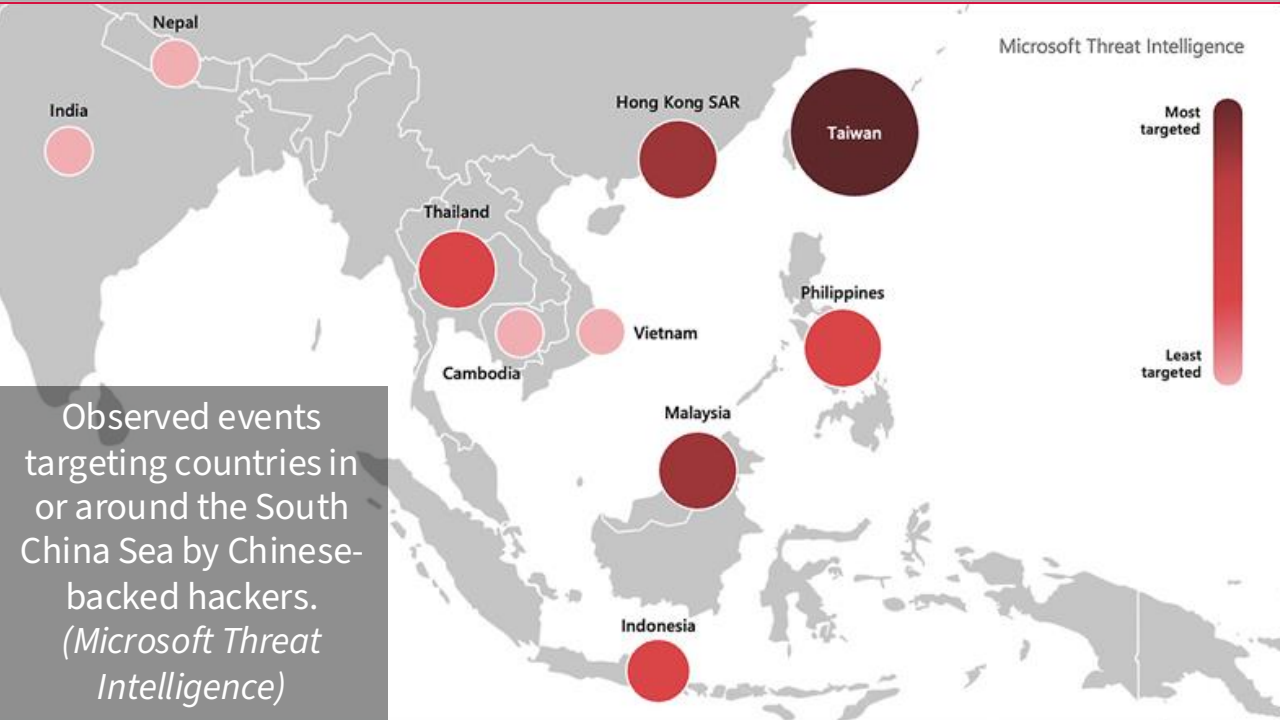 Nepal
Microsoft Threat Intelligence
India
Hong Kong SAR
Taiwan
Most
targeted
Thailand
Philippines
Vietnam
Cambodia
Least
targeted
Malaysia
Indonesia
Observed events
targeting countries in
or around the South
China Sea by Chinese-
backed hackers.
(Microsoft Threat
Intelligence)